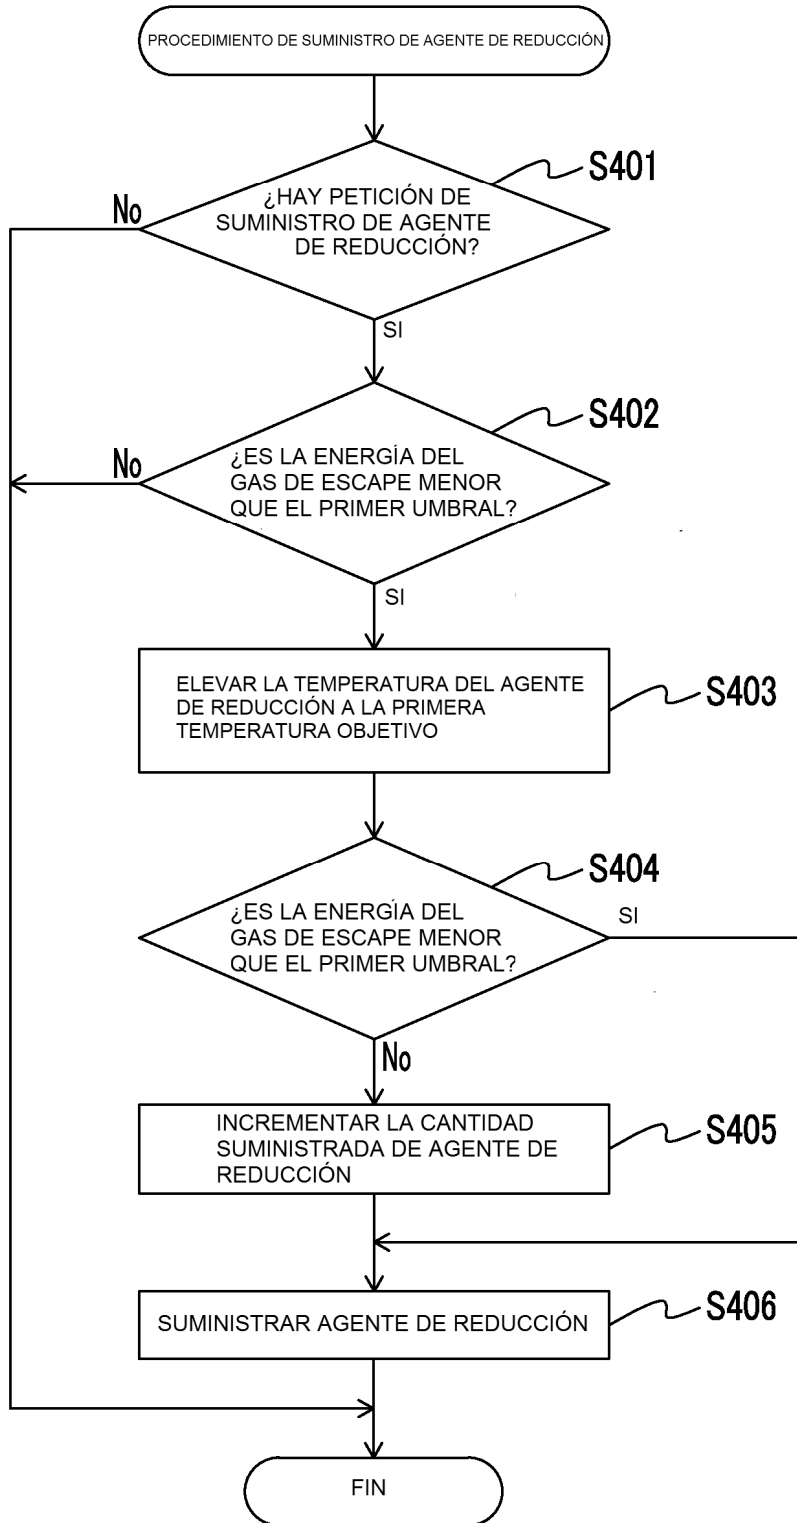 PROCEDIMIENTO DE SUMINISTRO DE AGENTE DE REDUCCIÓN
S401
¿HAY PETICIÓN DE
SUMINISTRO DE AGENTE
DE REDUCCIÓN?
No
SI
S402
¿ES LA ENERGÍA DEL
GAS DE ESCAPE MENOR
QUE EL PRIMER UMBRAL?
No
SI
ELEVAR LA TEMPERATURA DEL AGENTE
DE REDUCCIÓN A LA PRIMERA
TEMPERATURA OBJETIVO
S403
S404
¿ES LA ENERGÍA DEL
GAS DE ESCAPE MENOR
QUE EL PRIMER UMBRAL?
SI
No
INCREMENTAR LA CANTIDAD
SUMINISTRADA DE AGENTE DE
REDUCCIÓN
S405
SUMINISTRAR AGENTE DE REDUCCIÓN
S406
FIN